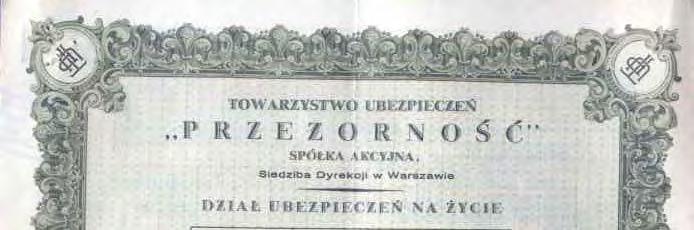 TOWARZYSTWO UBEZPIECZEŃ
„PRZEZORNOŚĆ”
SPÓŁKA AKCYJNA.
Siedziba Dyrekcji w Warszawie
DZIAŁ UBEZPIECZEŃ NA ŻYCIE